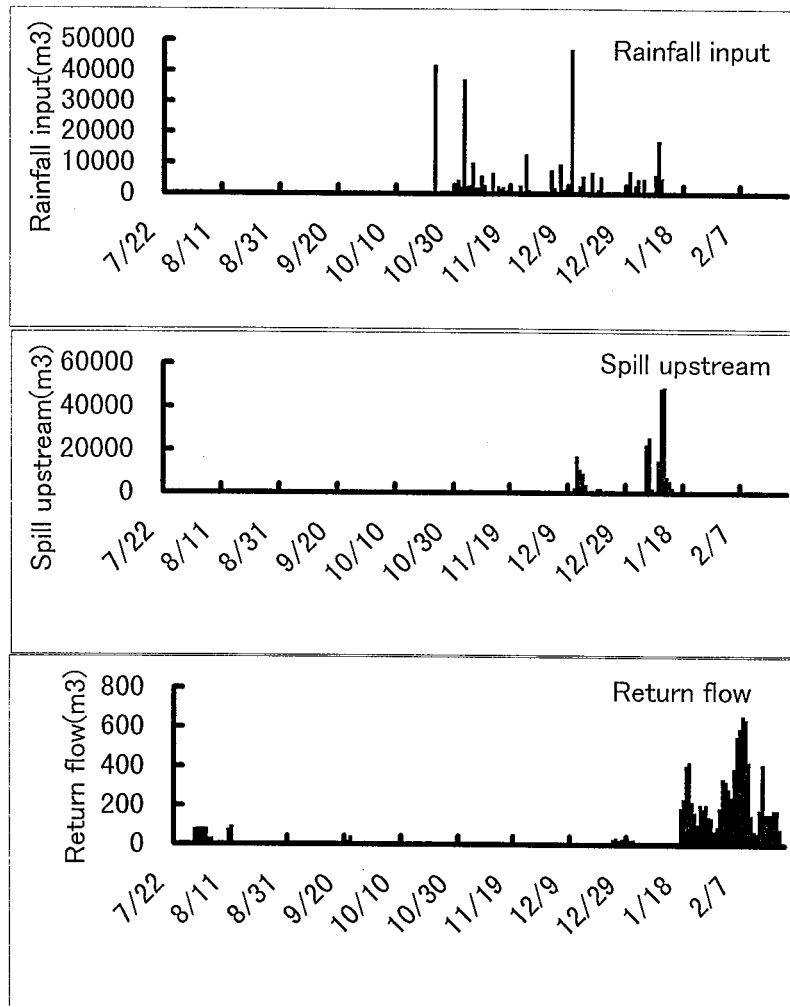 Rainfall input
Rainfall input(m3)
50000
40000
30000
20000
10000
0
7/22 8/11 8/31 9/20 10/10 10/30 11/19 12/9 12/29 1/18 2/7
Spill upstream
Spill upstream(m3)
60000
40000
20000
0
7/22 8/11 8/31 9/20 10/10 10/30 11/19 12/9 12/29 1/18 2/7
Return flow
Return flow(m3)
800
600
400
200
0
7/22 8/11 8/31 9/20 10/10 10/30 11/19 12/9 12/29 1/18 2/7